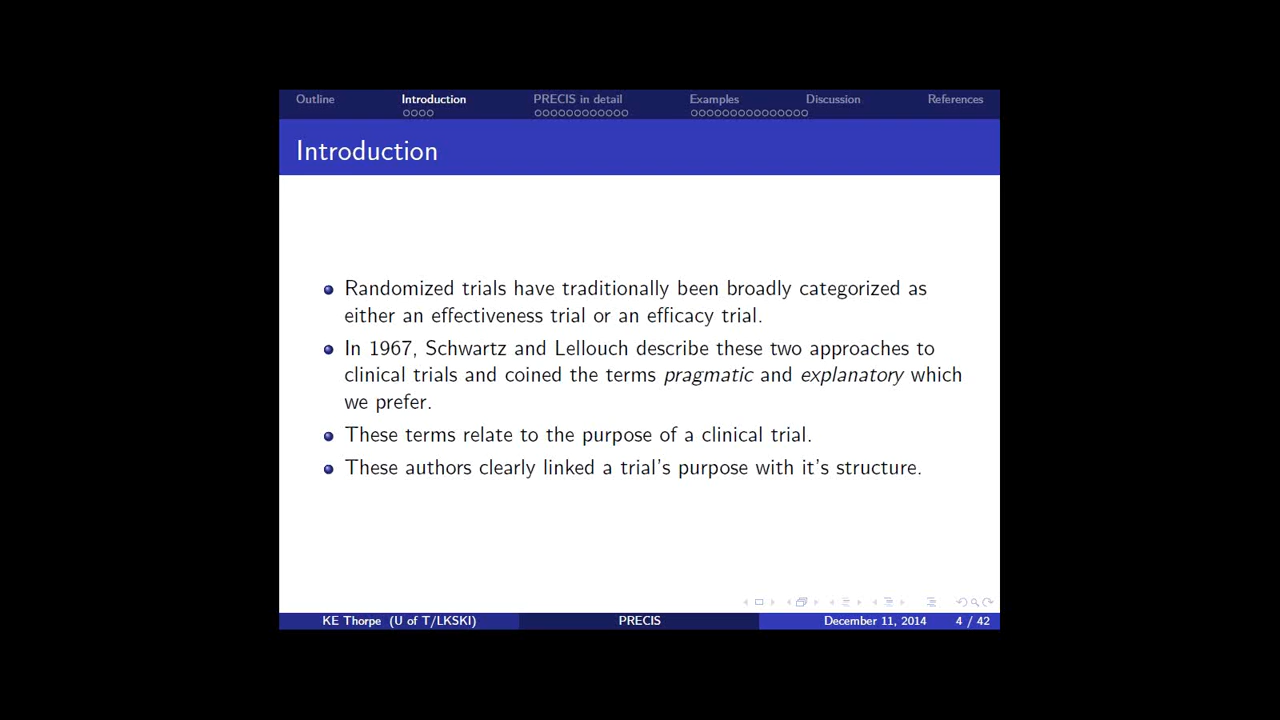 Outline Introduction PRECIS in detail Examples Discussion References
Introduction
Randomized trials have traditionally been broadly categorized as
either an effectiveness trial or an efficacy trial.
In 1967, Schwartz and Lellouch describe these two approaches to
clinical trials and coined the terms pragmatic and explanatory which
we prefer.
These terms relate to the purpose of a clinical trial.
These authors clearly linked a trial's purpose with it's structure.
KE Thorpe (U of T/LKSKI) PRECIS December 11, 2014 4 / 42